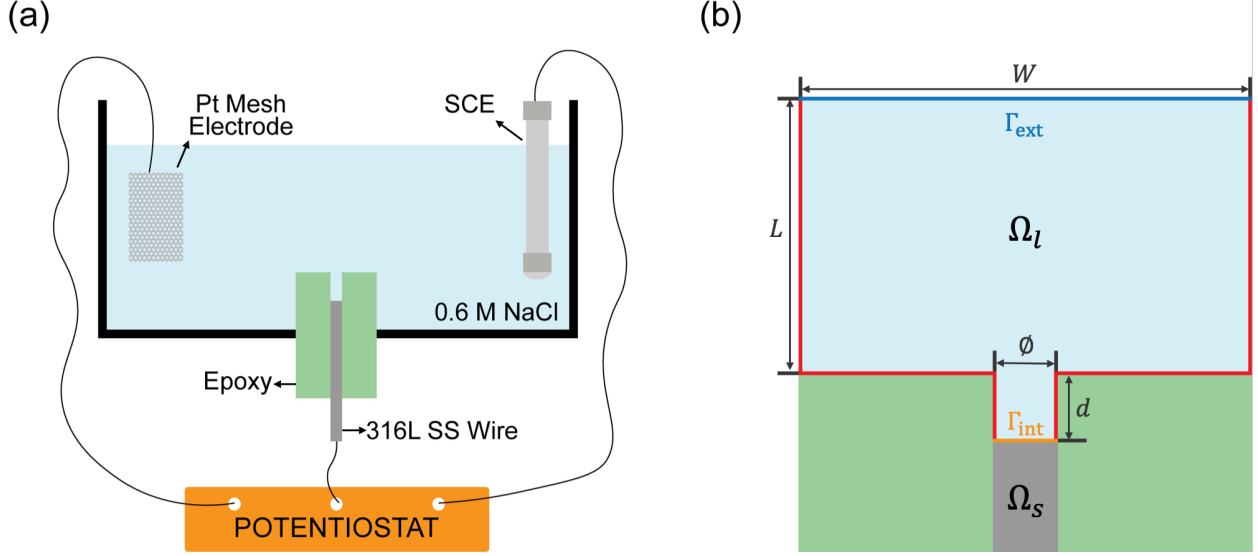 (a)
Pt Mesh
Electrode
SCE
0.6 M NaCl
Epoxy
316L SS Wire
POTENTIOSTAT
(b)
W
Γext
L
Ωl
Ø
d
Γint
Ωs